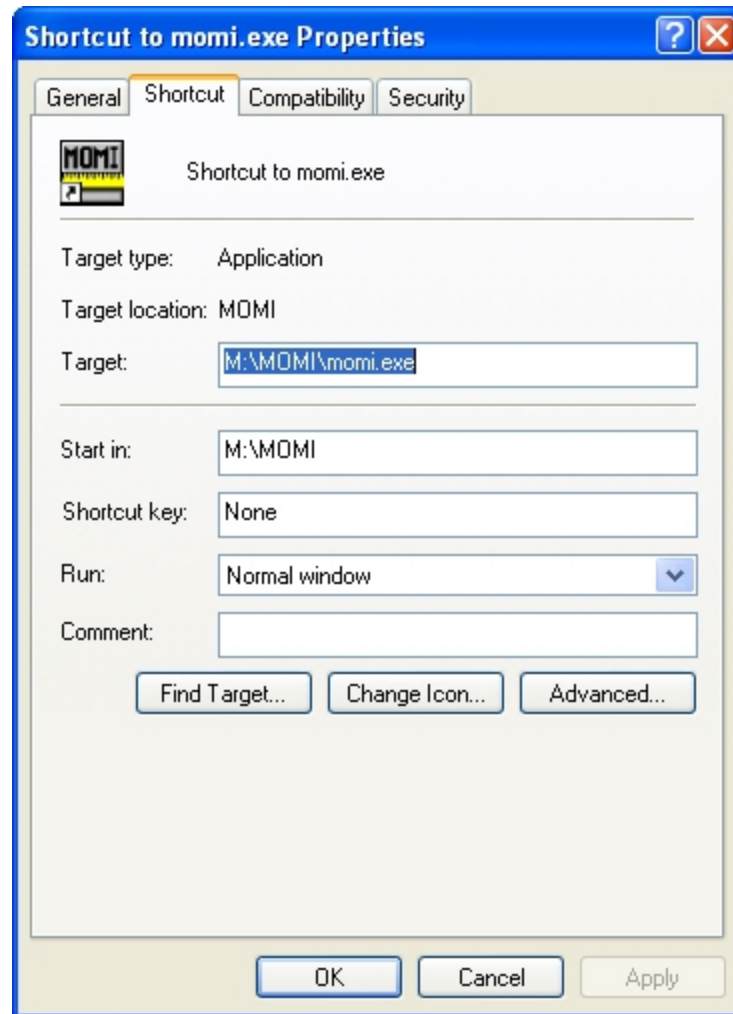 Shortcut to momi.exe Properties
General Shortcut Compatibility Security
MOMI
Shortcut to momi.exe
Target type: Application
Target location: MOMI
Target: M:\MOMI\momi.exe
Start in: M:\MOMI
Shortcut key: None
Run: Normal window
Comment:
Find Target... Change Icon... Advanced...
OK Cancel Apply